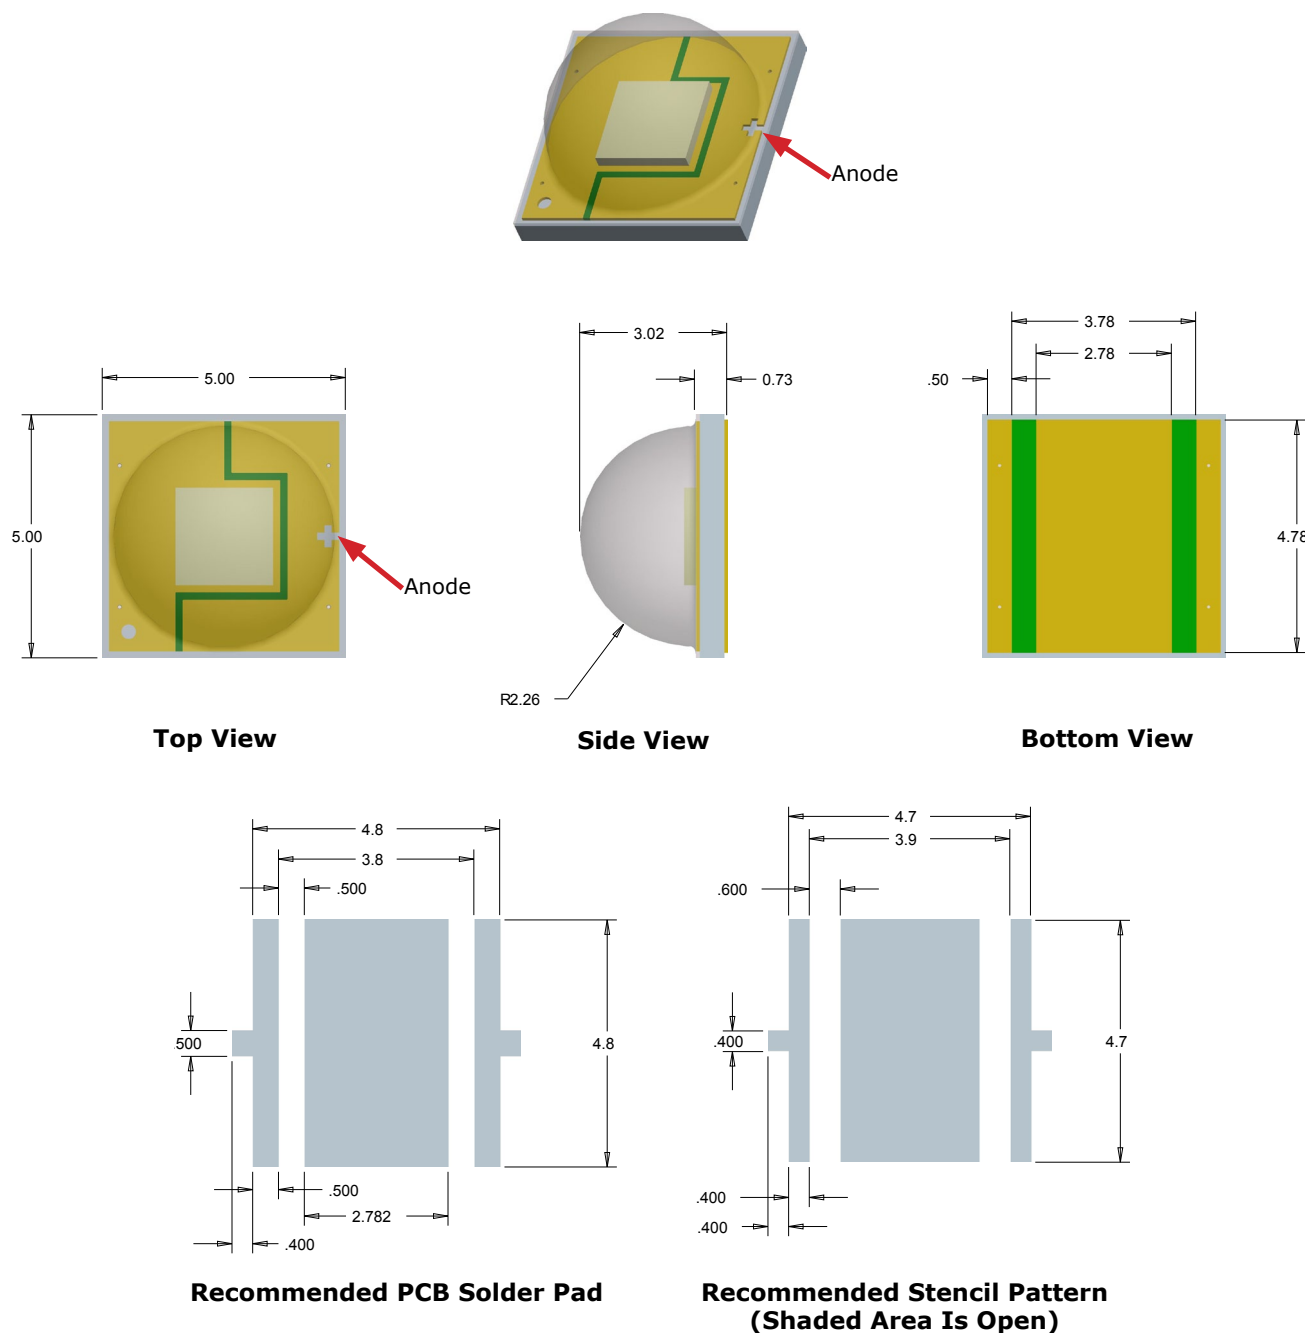 Anode
5.00
5.00
Anode
Top View
3.02
0.73
R2.26
Side View
3.78
2.78
.50
4.78
Bottom View
4.8
3.8
.500
.500
4.8
.500
2.782
.400
Recommended PCB Solder Pad
4.7
3.9
.600
.400
4.7
.400
.400
Recommended Stencil Pattern
(Shaded Area Is Open)